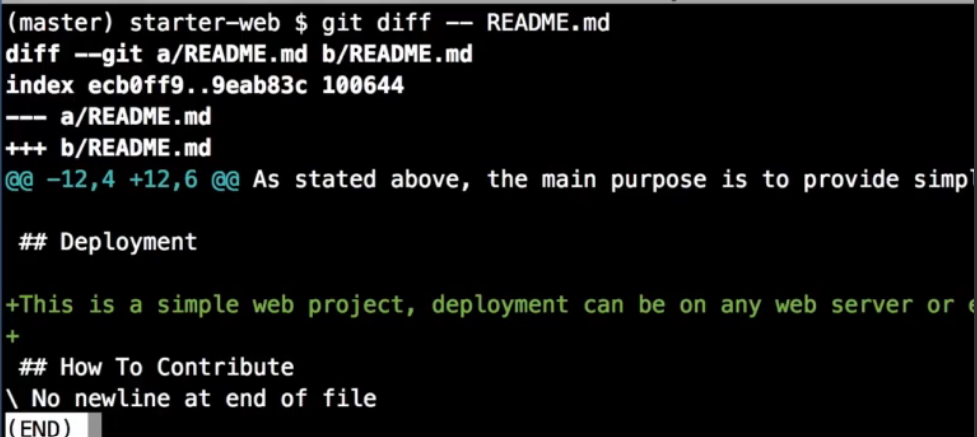 (master) starter-web $ git diff -- README.md
diff --git a/README.md b/README.md
index ecb0ff9..9eab83c 100644
--- a/README.md
+++ b/README.md
@@ -12,4 +12,6 @@ As stated above, the main purpose is to provide simpl
 ## Deployment
+This is a simple web project, deployment can be on any web server or
+
 ## How To Contribute
\ No newline at end of file
(END)